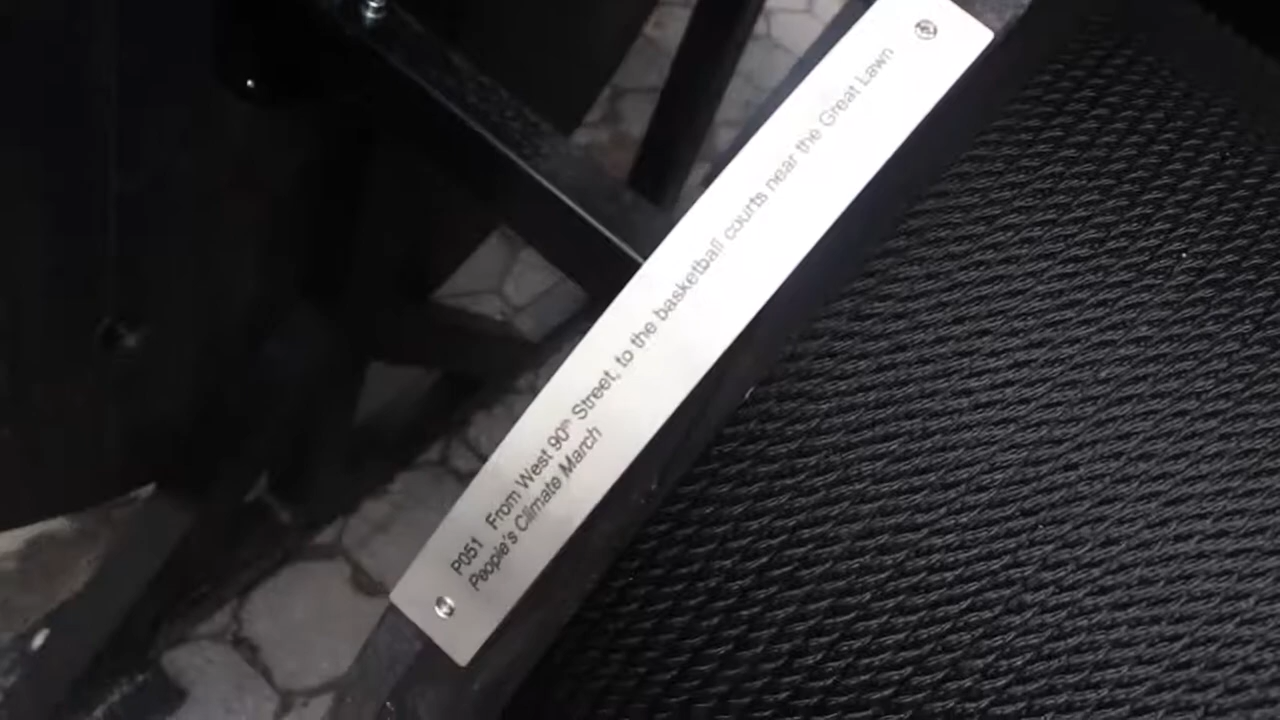 P051 From West 90th Street, to the basketball courts near the Great Lawn
People's Climate March